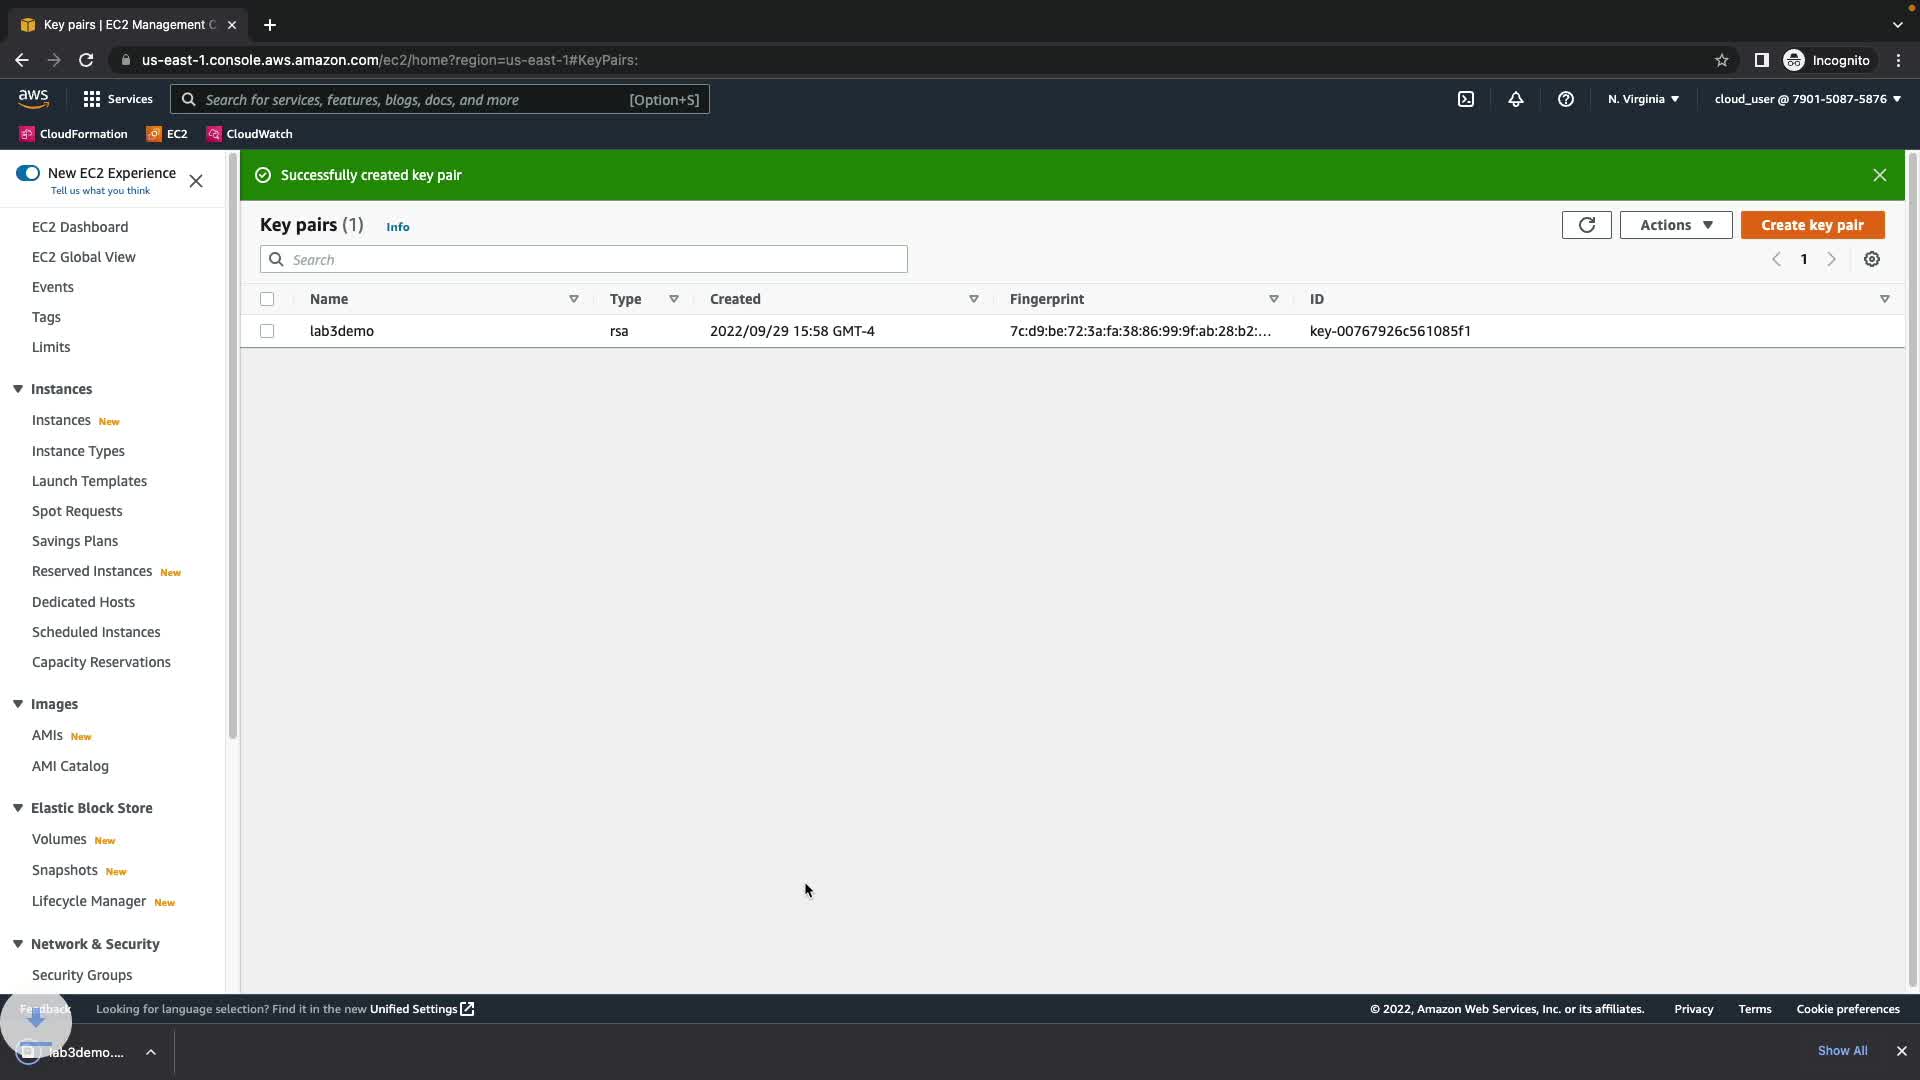 Key pairs | EC2 Management C
us-east-1.console.aws.amazon.com/ec2/home?region=us-east-1#KeyPairs:
Incognito
aws
Services
Search for services, features, blogs, docs, and more
[Option+S]
N. Virginia
cloud_user @ 7901-5087-5876
CloudFormation
EC2
CloudWatch
New EC2 Experience
Tell us what you think
Successfully created key pair
EC2 Dashboard
EC2 Global View
Events
Tags
Limits
Instances
Instances New
Instance Types
Launch Templates
Spot Requests
Savings Plans
Reserved Instances New
Dedicated Hosts
Scheduled Instances
Capacity Reservations
Images
AMIs New
AMI Catalog
Elastic Block Store
Volumes New
Snapshots New
Lifecycle Manager New
Network & Security
Security Groups
Key pairs (1) Info
Actions
Create key pair
Search
1
Name Type Created Fingerprint ID
lab3demo rsa 2022/09/29 15:58 GMT-4 7c:d9:be:72:3a:fa:38:86:99:9f:ab:28:b2:... key-00767926c561085f1
Feedback
Looking for language selection? Find it in the new Unified Settings
© 2022, Amazon Web Services, Inc. or its affiliates.
Privacy
Terms
Cookie preferences
lab3demo....
Show All